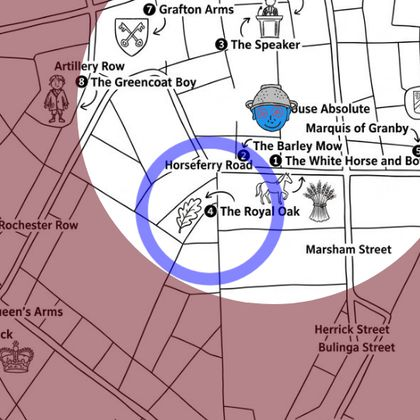 7 Grafton Arms
3 The Speaker
Artillery Row
8 The Greencoat Boy
use Absolute
Marquis of Granby
The Barley Mow
2
Horseferry Road
1 The White Horse and Bo
4 The Royal Oak
Rochester Row
Marsham Street
ueen's Arms
ck
Herrick Street
Bulinga Street